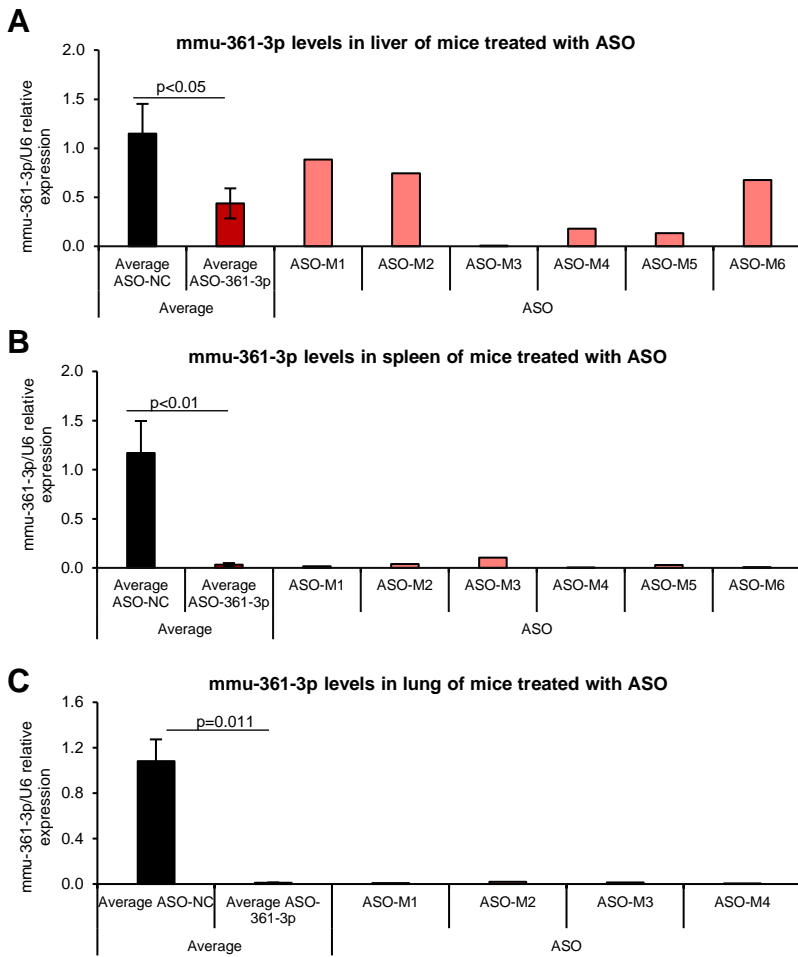 A
mmu-361-3p levels in liver of mice treated with ASO
mmu-361-3p/U6 relative
expression
2.0
1.5
1.0
0.5
0.0
p<0.05
Average
ASO-NC
Average
ASO-361-3p
ASO-M1
ASO-M2
ASO-M3
ASO-M4
ASO-M5
ASO-M6
Average
ASO
B
mmu-361-3p levels in spleen of mice treated with ASO
mmu-361-3p/U6 relative
expression
2.0
1.5
1.0
0.5
0.0
p<0.01
Average
ASO-NC
Average
ASO-361-3p
ASO-M1
ASO-M2
ASO-M3
ASO-M4
ASO-M5
ASO-M6
Average
ASO
C
mmu-361-3p levels in lung of mice treated with ASO
mmu-361-3p/U6 relative
expression
1.6
1.2
0.8
0.4
0.0
p=0.011
Average ASO-NC
Average ASO-
361-3p
ASO-M1
ASO-M2
ASO-M3
ASO-M4
Average
ASO